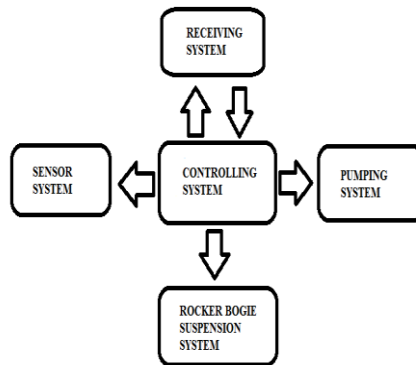 RECEIVING
SYSTEM
SENSOR
SYSTEM
CONTROLLING
SYSTEM
PUMPING
SYSTEM
ROCKER BOGIE
SUSPENSION
SYSTEM